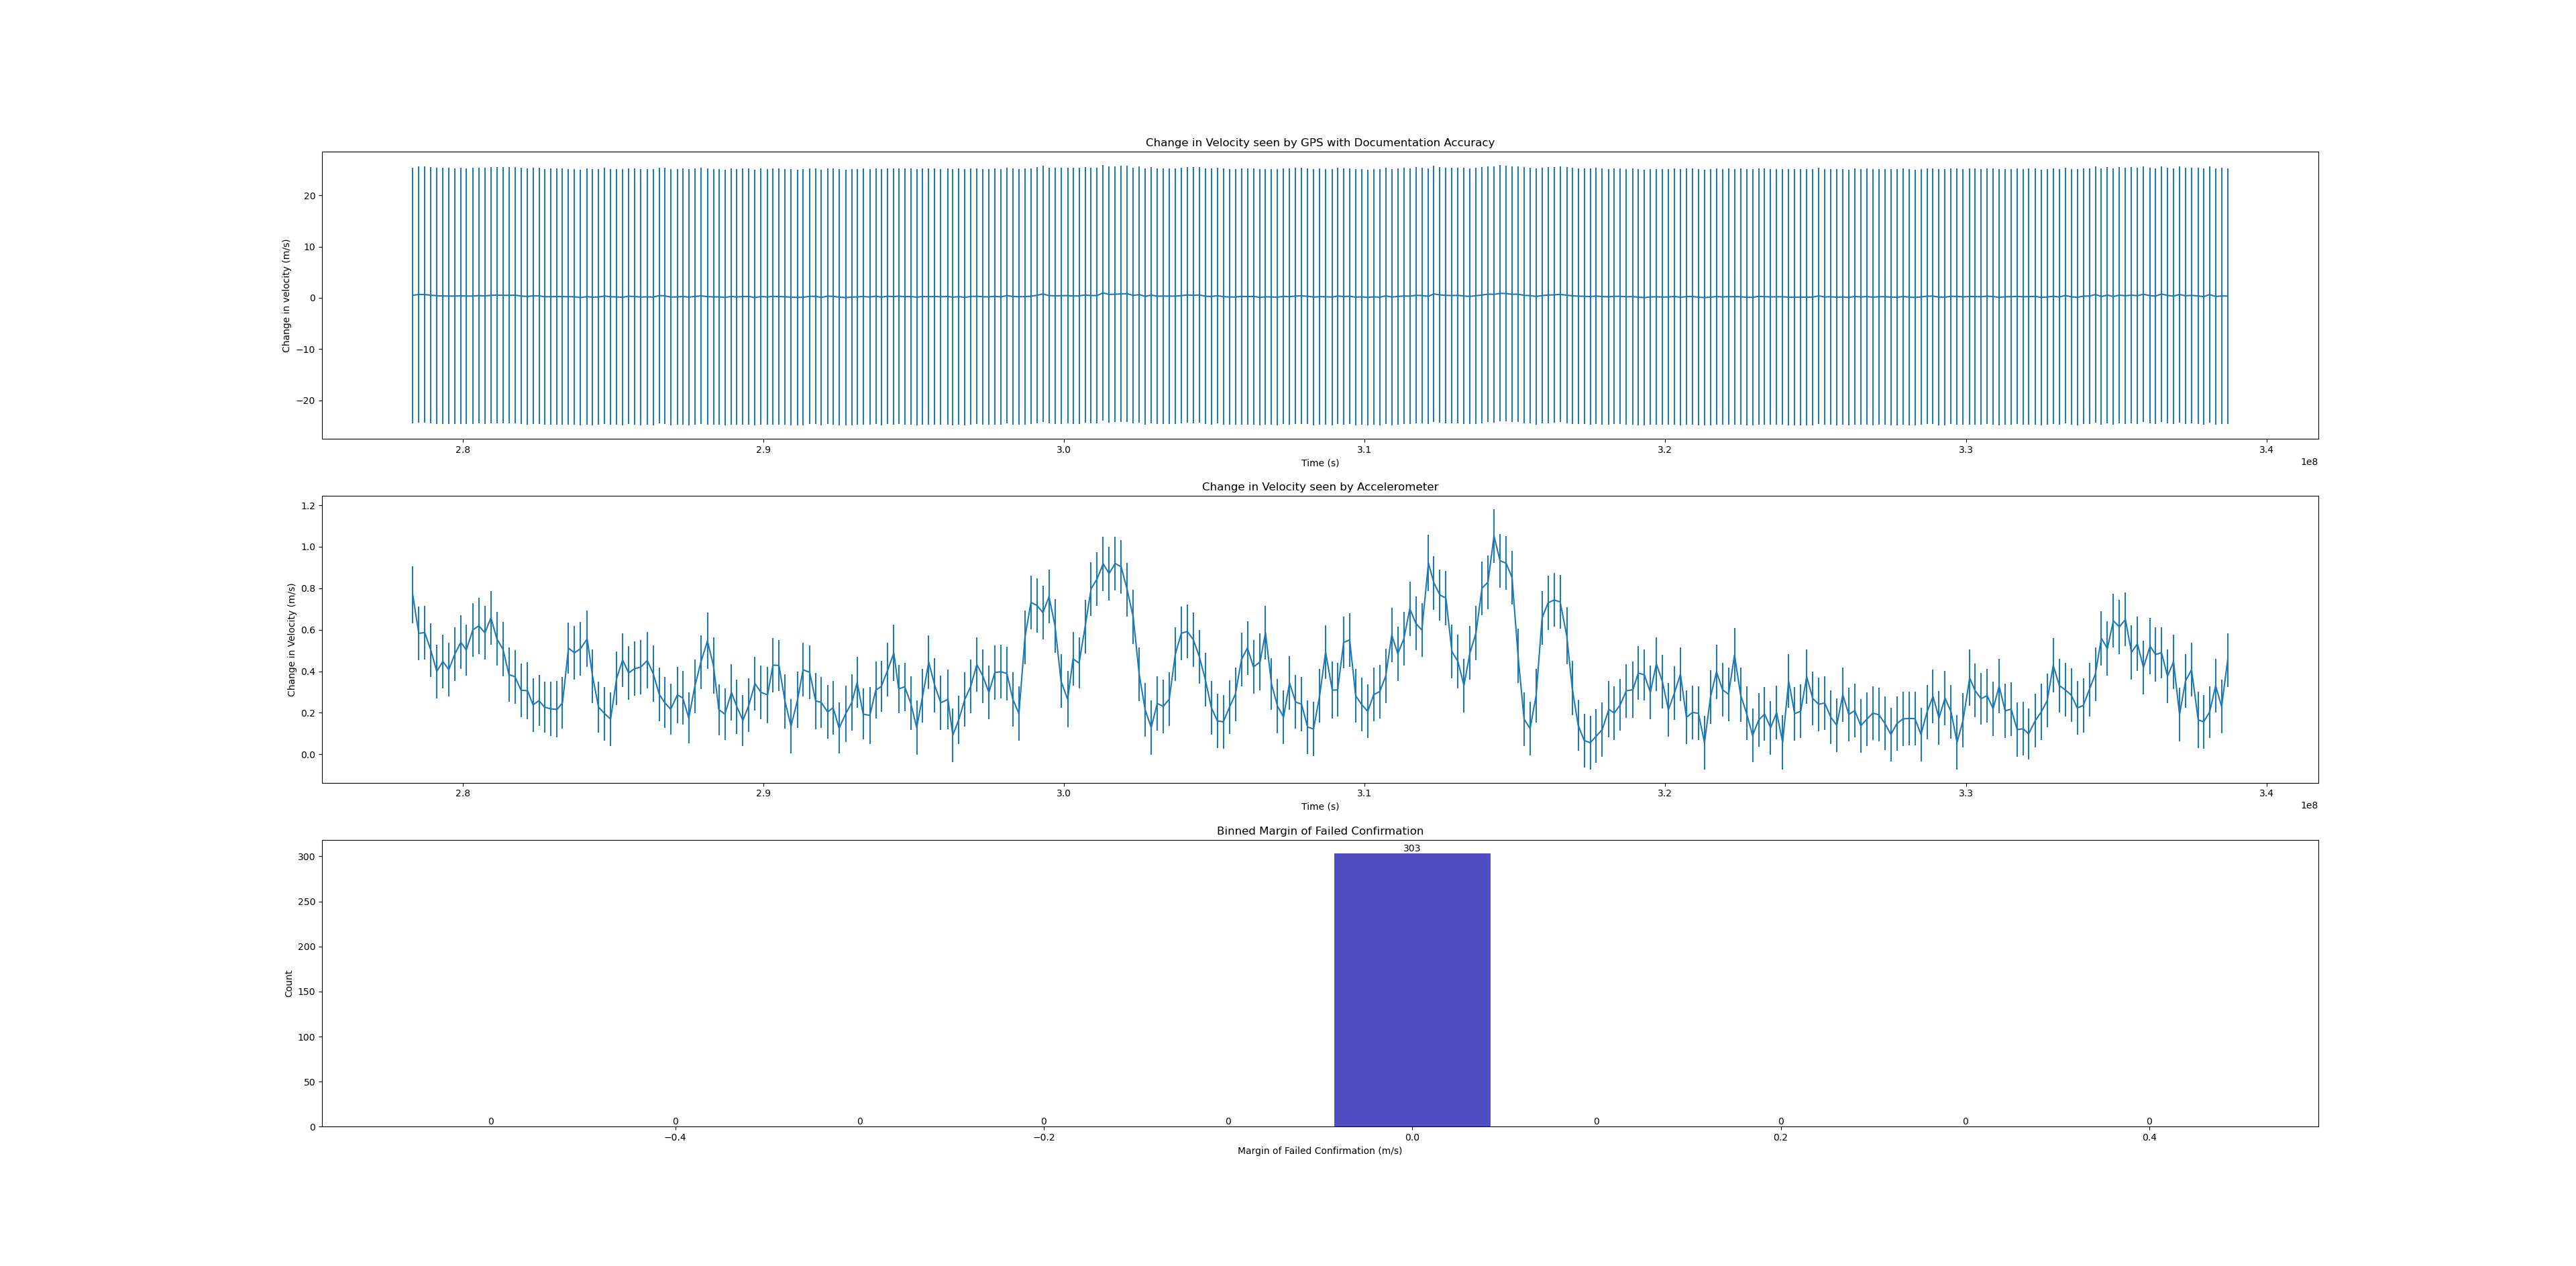 Change in Velocity seen by GPS with Documentation Accuracy
Change in velocity (m/s)
20
10
0
−10
−20
2.8 2.9 3.0 3.1 3.2 3.3 3.4
Time (s)
1e8
Change in Velocity seen by Accelerometer
Change in Velocity (m/s)
1.2
1.0
0.8
0.6
0.4
0.2
0.0
2.8 2.9 3.0 3.1 3.2 3.3 3.4
Time (s)
1e8
Binned Margin of Failed Confirmation
Count
300
250
200
150
100
50
0
303
0 0 0 0 0 0 0 0 0
−0.4 −0.2 0.0 0.2 0.4
Margin of Failed Confirmation (m/s)